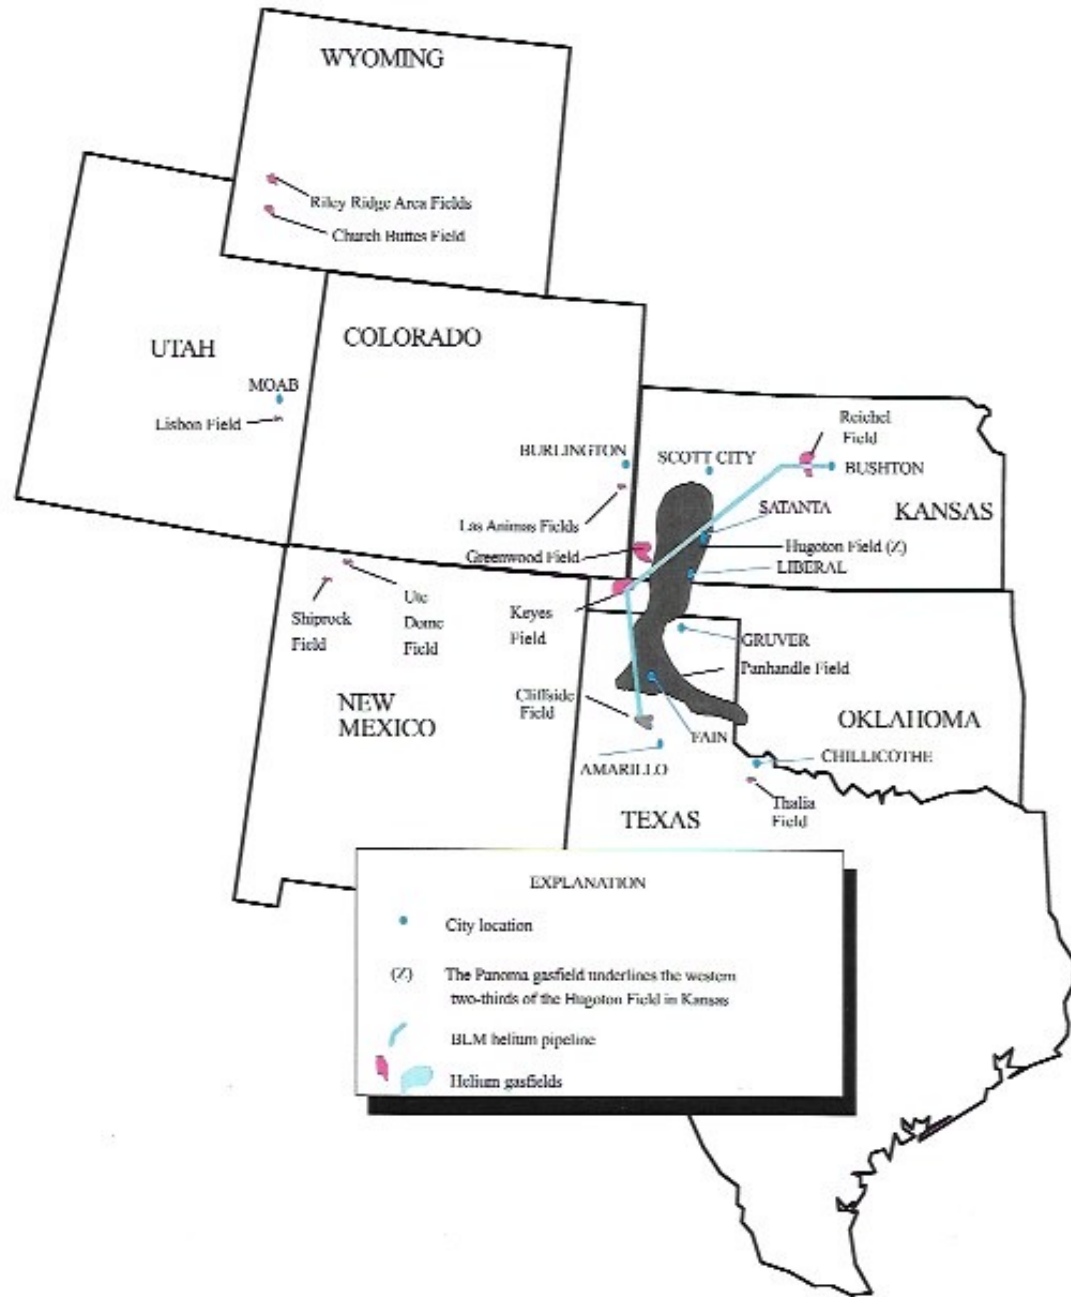 WYOMING
Riley Ridge Area Fields
Church Buttes Field
UTAH
COLORADO
MOAB
Lisbon Field
BURLINGTON
SCOTT CITY
Reichel
Field
BUSHTON
SATANTA
KANSAS
Las Animas Fields
Greenwood Field
Hugoton Field (Z)
LIBERAL
Shiprock
Field
Ute
Dome
Field
Keyes
Field
GRUVER
Panhandle Field
Cliffside
Field
NEW
MEXICO
OKLAHOMA
FAIN
AMARILLO
CHILLICOTHE
Thalia
Field
TEXAS
EXPLANATION
City location
(Z) The Panoma gasfield underlines the western
two-thirds of the Hugoton Field in Kansas
BLM helium pipeline
Helium gasfields